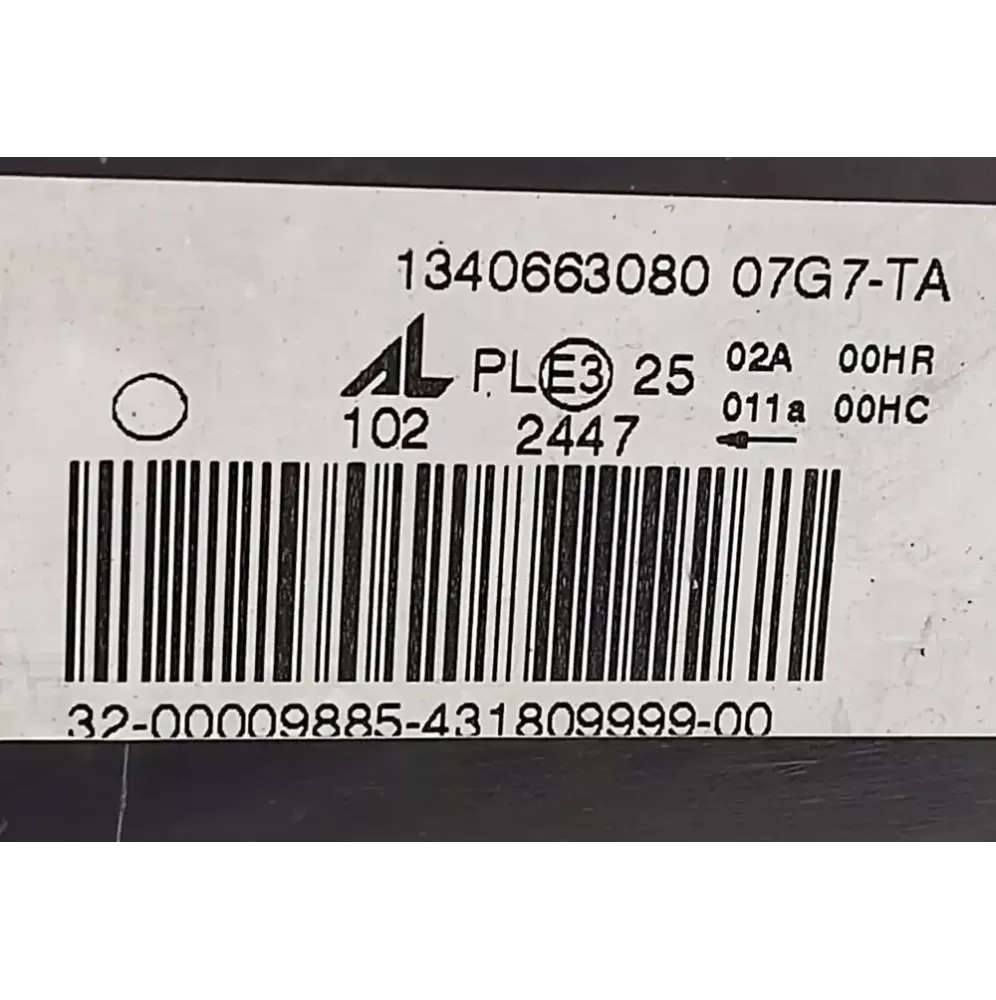 1340663080 07G7-TA
AL PL E3 25 02A 00HR
102 2447 011a 00HC
32-00009885-431809999-00